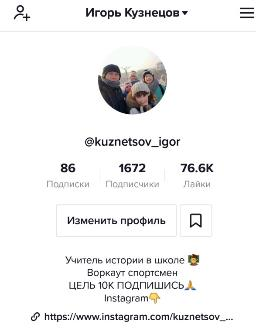 Игорь Кузнецов
@kuznetsov_igor
86 1672 76.6K
Подписки Подписчики Лайки
Изменить профиль
Учитель истории в школе 👨‍🏫
Воркаут спортсмен
ЦЕЛЬ 10К ПОДПИШИСЬ🙏
Instagram👇
https://www.instagram.com/kuznetsov_...